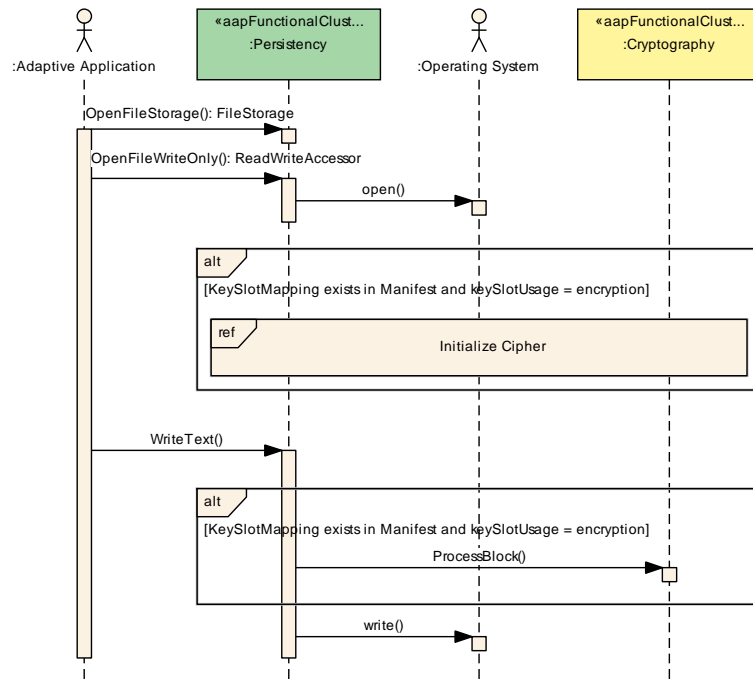 «aapFunctionalClust...
:Persistency
«aapFunctionalClust...
:Cryptography
:Adaptive Application
:Operating System
OpenFileStorage(): FileStorage
OpenFileWriteOnly(): ReadWriteAccessor
open()
alt
[KeySlotMapping exists in Manifest and keySlotUsage = encryption]
ref
Initialize Cipher
WriteText()
alt
[KeySlotMapping exists in Manifest and keySlotUsage = encryption]
ProcessBlock()
write()